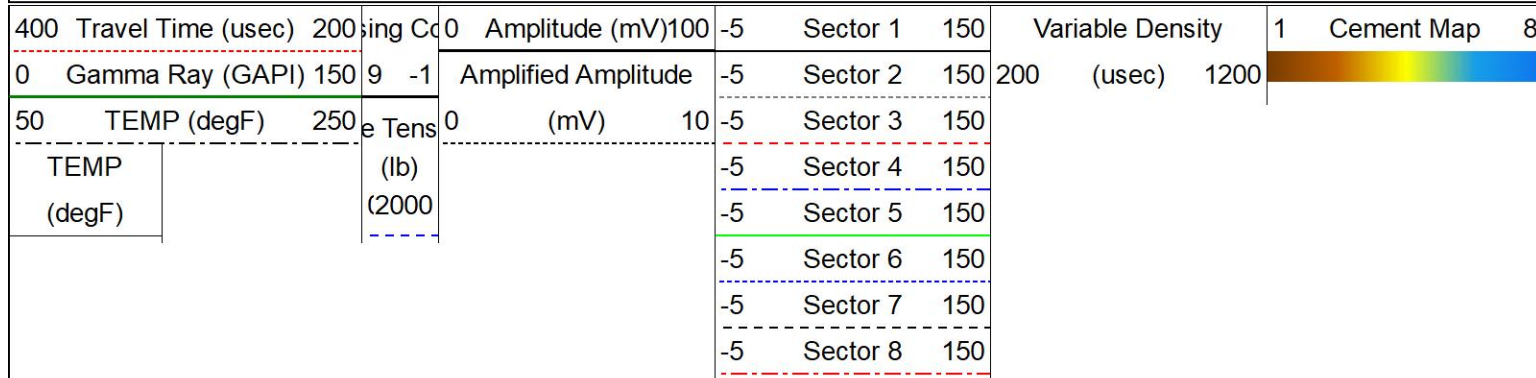 400 Travel Time (usec) 200
0 Gamma Ray (GAPI) 150
50 TEMP (degF) 250
TEMP
(degF)
sing Co
9 -1
e Tens
(lb)
2000
0 Amplitude (mV)100
Amplified Amplitude
0 (mV) 10
-5 Sector 1 150
-5 Sector 2 150
-5 Sector 3 150
-5 Sector 4 150
-5 Sector 5 150
-5 Sector 6 150
-5 Sector 7 150
-5 Sector 8 150
Variable Density
200 (usec) 1200
1 Cement Map 8